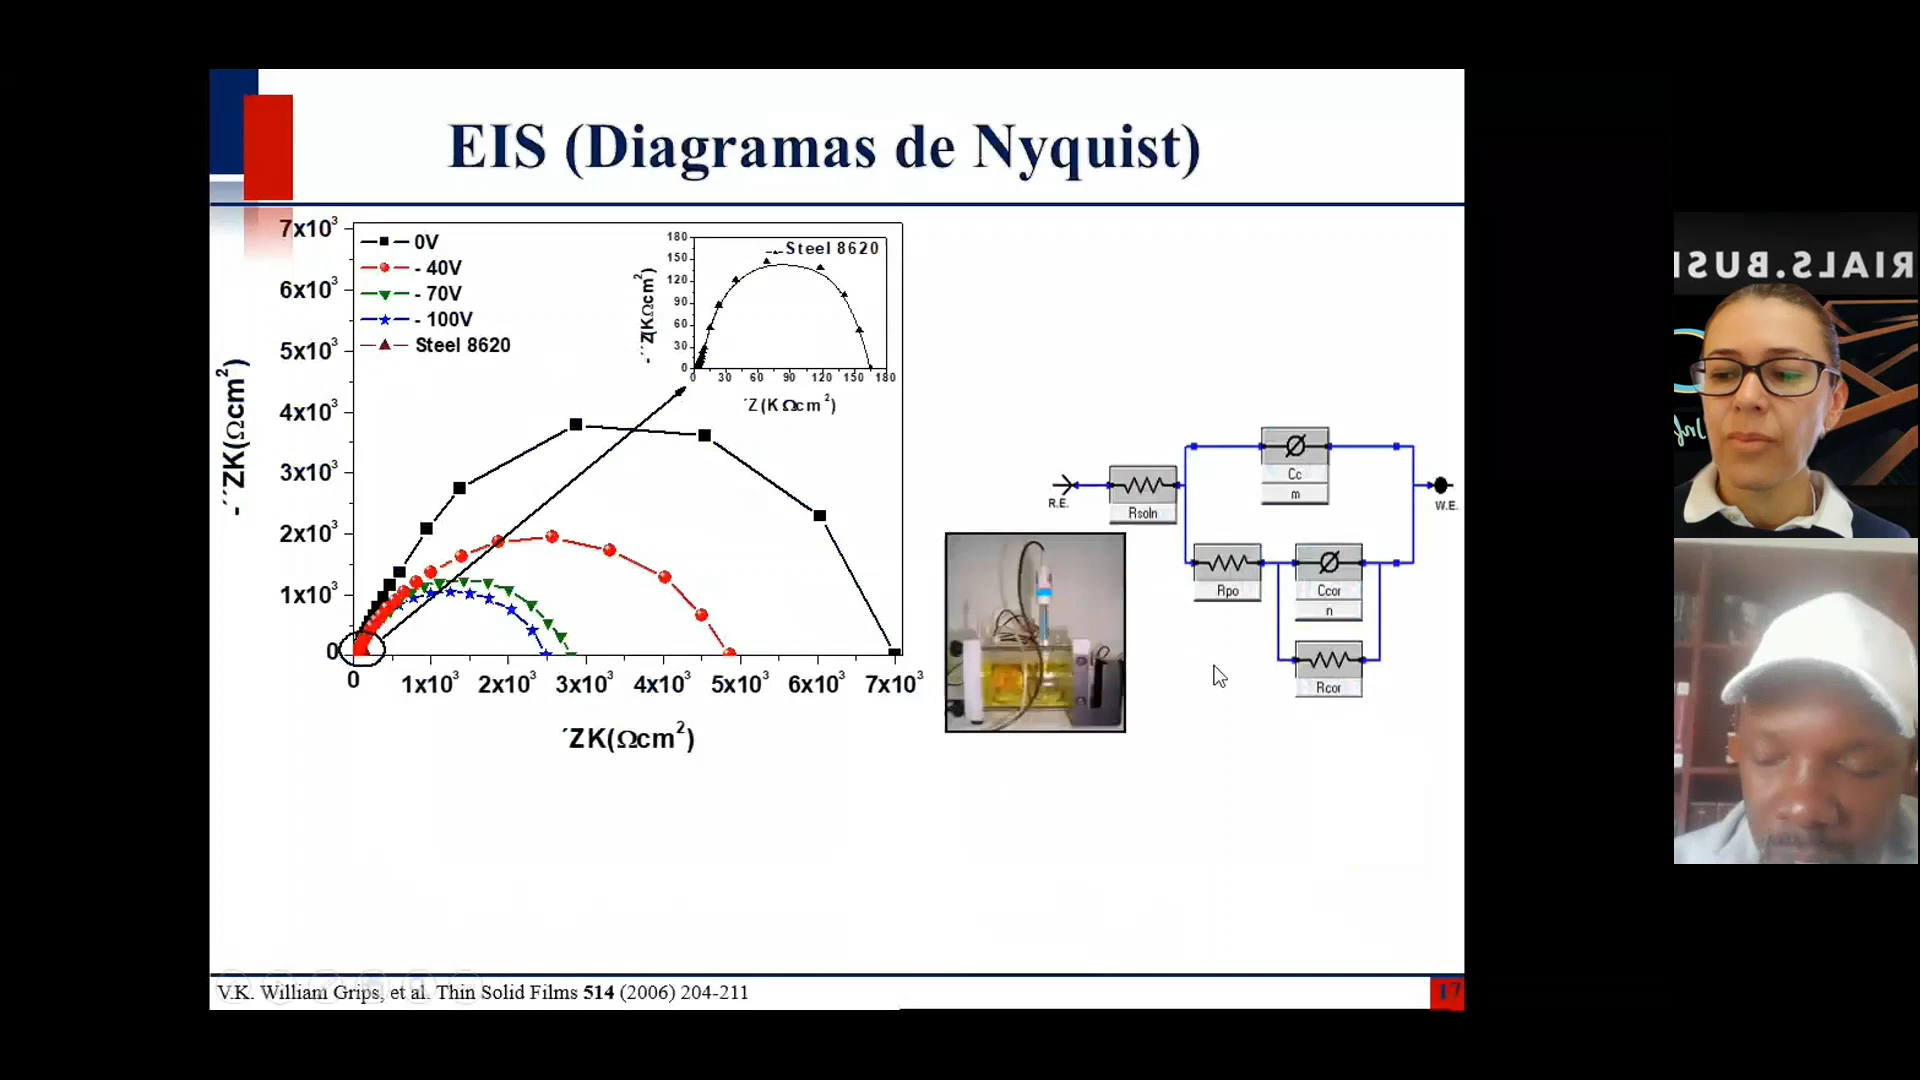 EIS (Diagramas de Nyquist)
7x10³
6x10³
5x10³
4x10³
3x10³
2x10³
1x10³
0
-´´ZK(Ωcm²)
0V
- 40V
- 70V
- 100V
Steel 8620
180
150
120
90
60
30
0
-´´Z(KΩcm²)
Steel 8620
0 30 60 90 120 150 180
´Z(KΩcm²)
0 1x10³ 2x10³ 3x10³ 4x10³ 5x10³ 6x10³ 7x10³
´ZK(Ωcm²)
R.E.
Rsoln
Cc
m
W.E.
Rpo
Ccor
n
Rcor
V.K. William Grips, et al. Thin Solid Films 514 (2006) 204-211
17
RIALS.BUSI